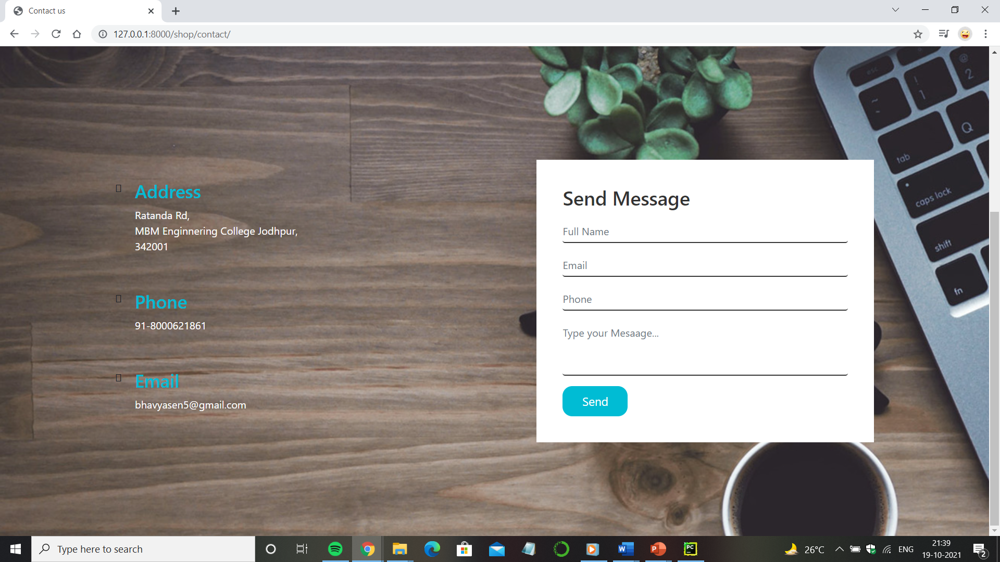 Contact us
127.0.0.1:8000/shop/contact/
esc
@
2
!
1
~
-
Q
tab
caps lock
shift
fn
Address
Ratanda Rd,
MBM Enginnering College Jodhpur,
342001
Phone
91-8000621861
Email
bhavyasen5@gmail.com
Send Message
Full Name
Email
Phone
Type your Mesaage...
Send
Type here to search
W
P
PC
26°C
ENG
21:39
19-10-2021
2